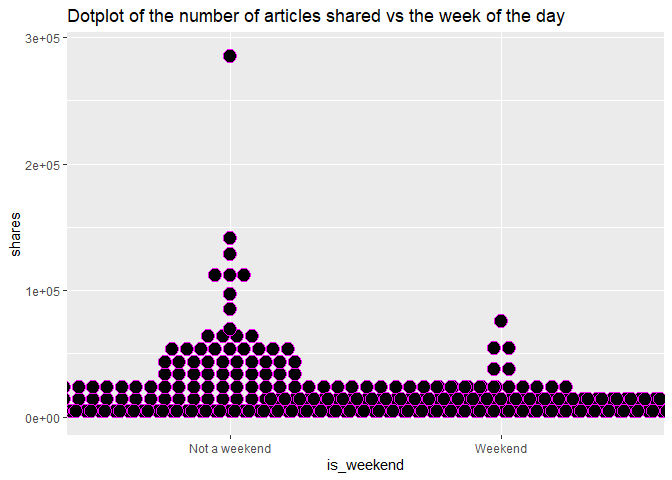 Dotplot of the number of articles shared vs the week of the day
3e+05
2e+05
1e+05
0e+00
shares
Not a weekend
Weekend
is_weekend